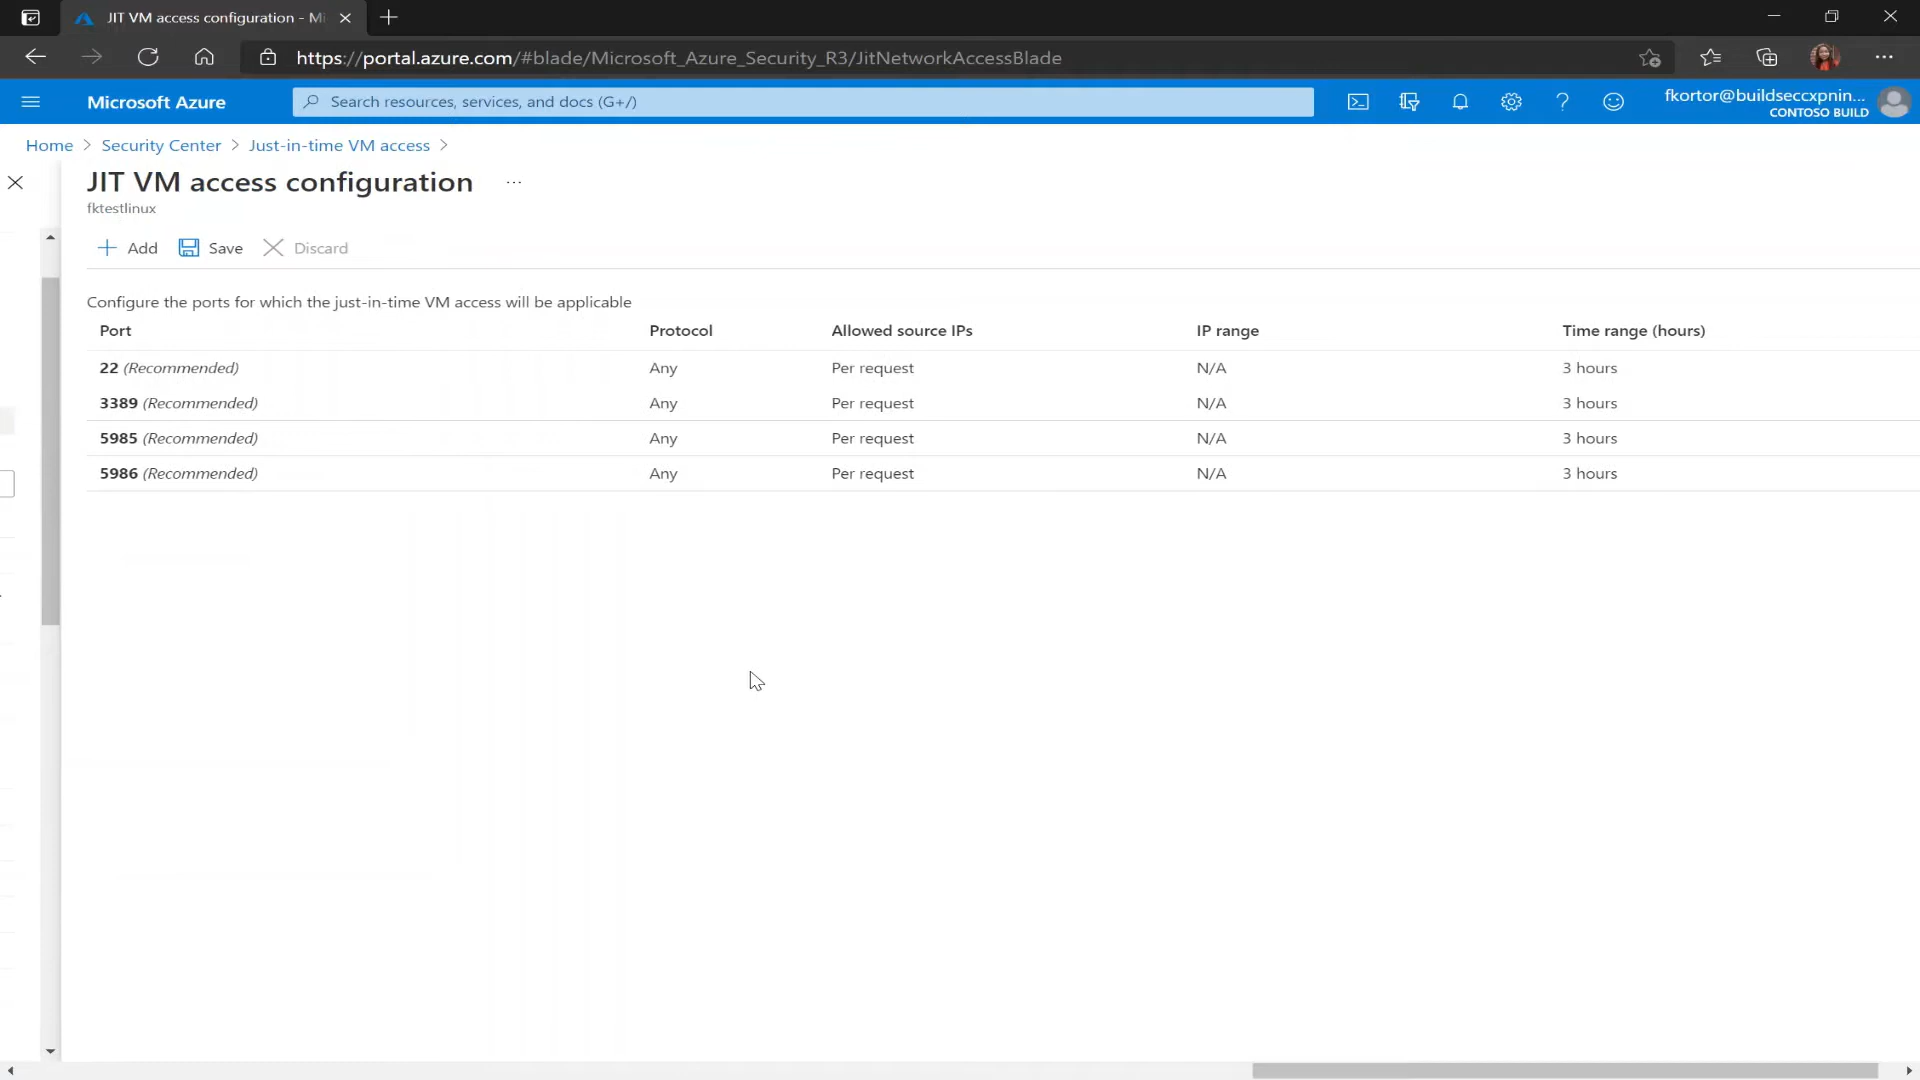 JIT VM access configuration - Mi
https://portal.azure.com/#blade/Microsoft_Azure_Security_R3/JitNetworkAccessBlade
Microsoft Azure
Search resources, services, and docs (G+/)
fkortor@buildseccxpnin...
CONTOSO BUILD
Home > Security Center > Just-in-time VM access >
JIT VM access configuration ...
fktestlinux
Add Save Discard
Configure the ports for which the just-in-time VM access will be applicable
Port Protocol Allowed source IPs IP range Time range (hours)
22 (Recommended) Any Per request N/A 3 hours
3389 (Recommended) Any Per request N/A 3 hours
5985 (Recommended) Any Per request N/A 3 hours
5986 (Recommended) Any Per request N/A 3 hours